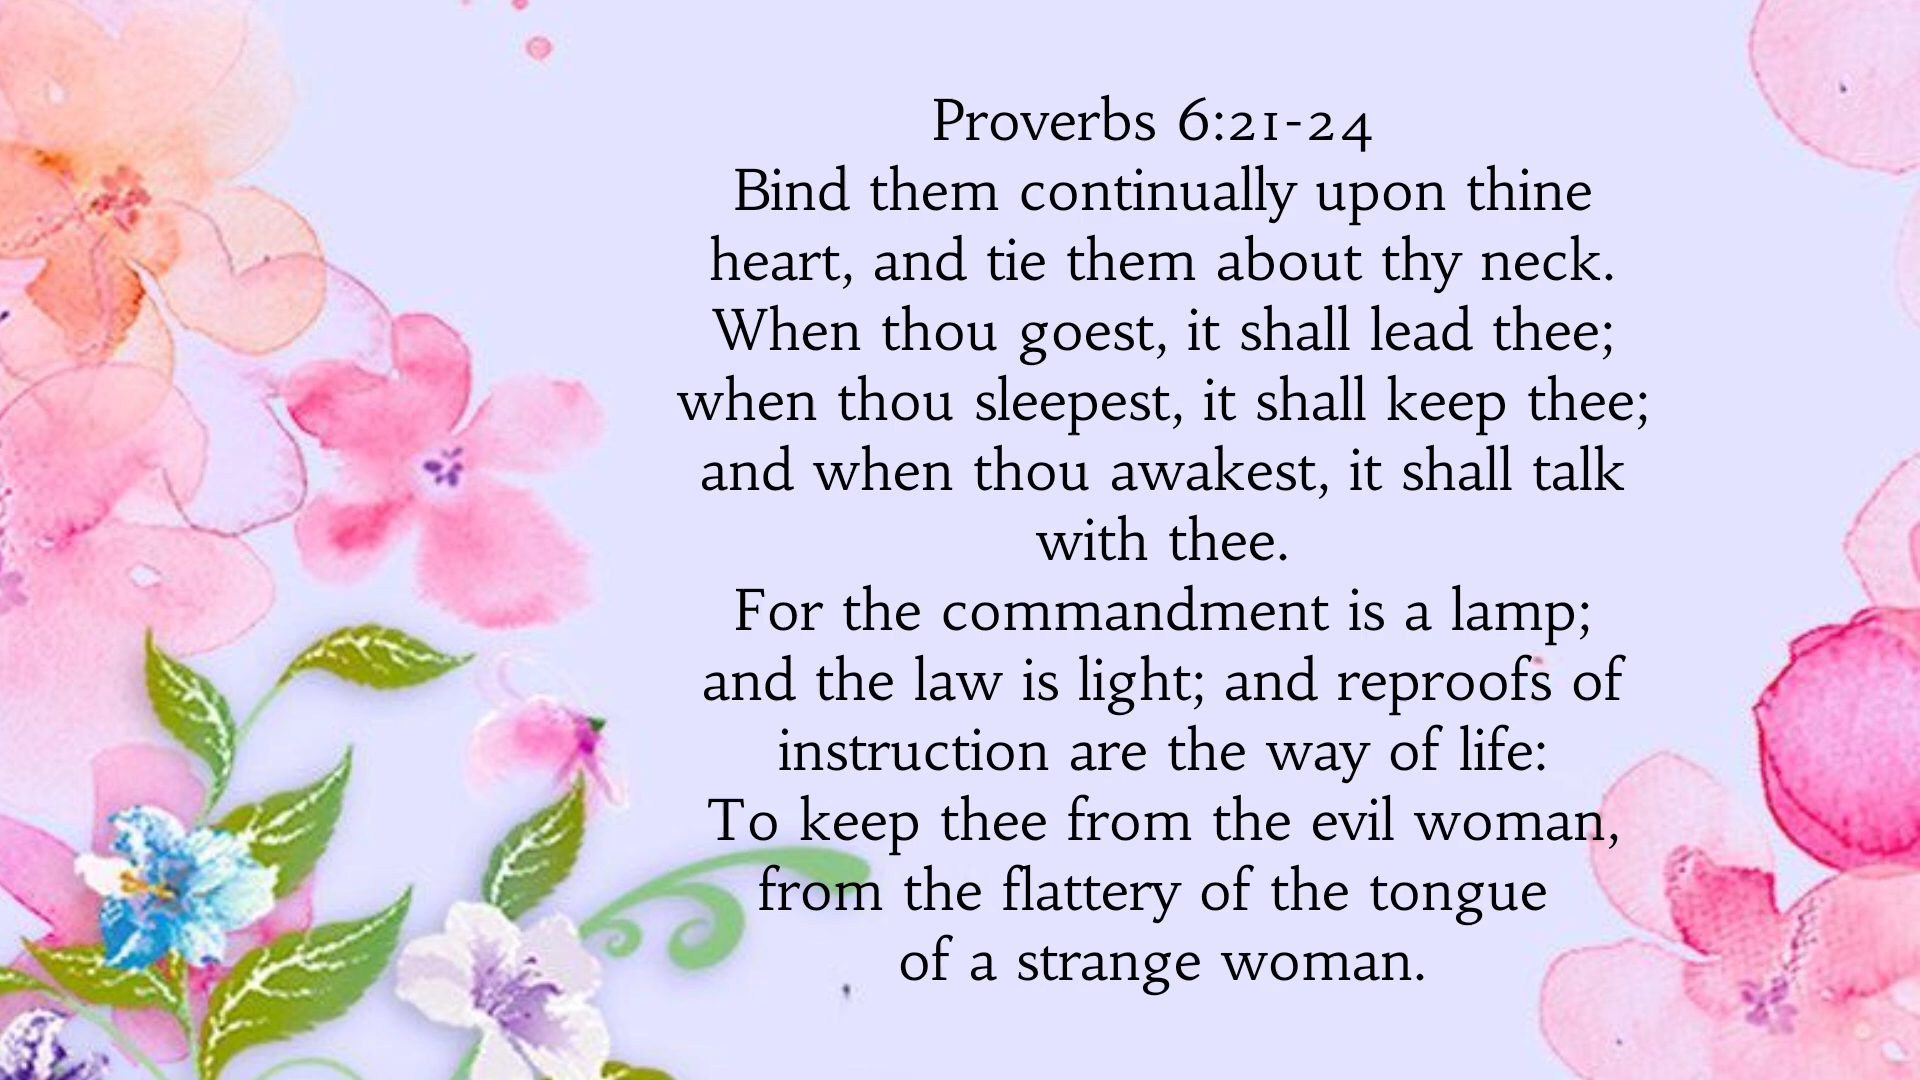 Proverbs 6:21-24
Bind them continually upon thine
heart, and tie them about thy neck.
When thou goest, it shall lead thee;
when thou sleepest, it shall keep thee;
and when thou awakest, it shall talk
with thee.
For the commandment is a lamp;
and the law is light; and reproofs of
instruction are the way of life:
To keep thee from the evil woman,
from the flattery of the tongue
of a strange woman.